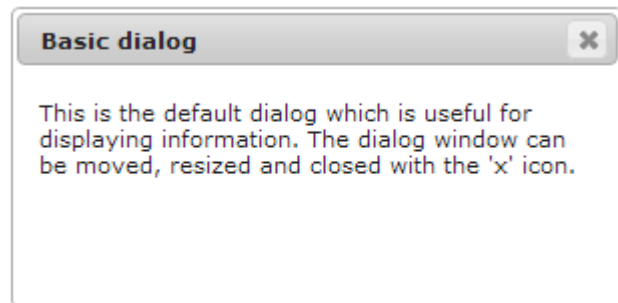 Basic dialog
This is the default dialog which is useful for
displaying information. The dialog window can
be moved, resized and closed with the 'x' icon.